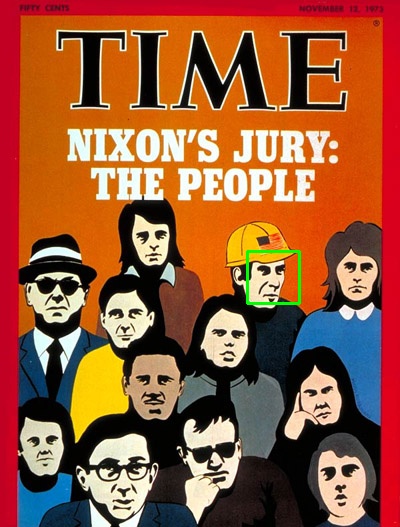 FIFTY CENTS
NOVEMBER 12, 1973
TIME
®
NIXON'S JURY:
THE PEOPLE